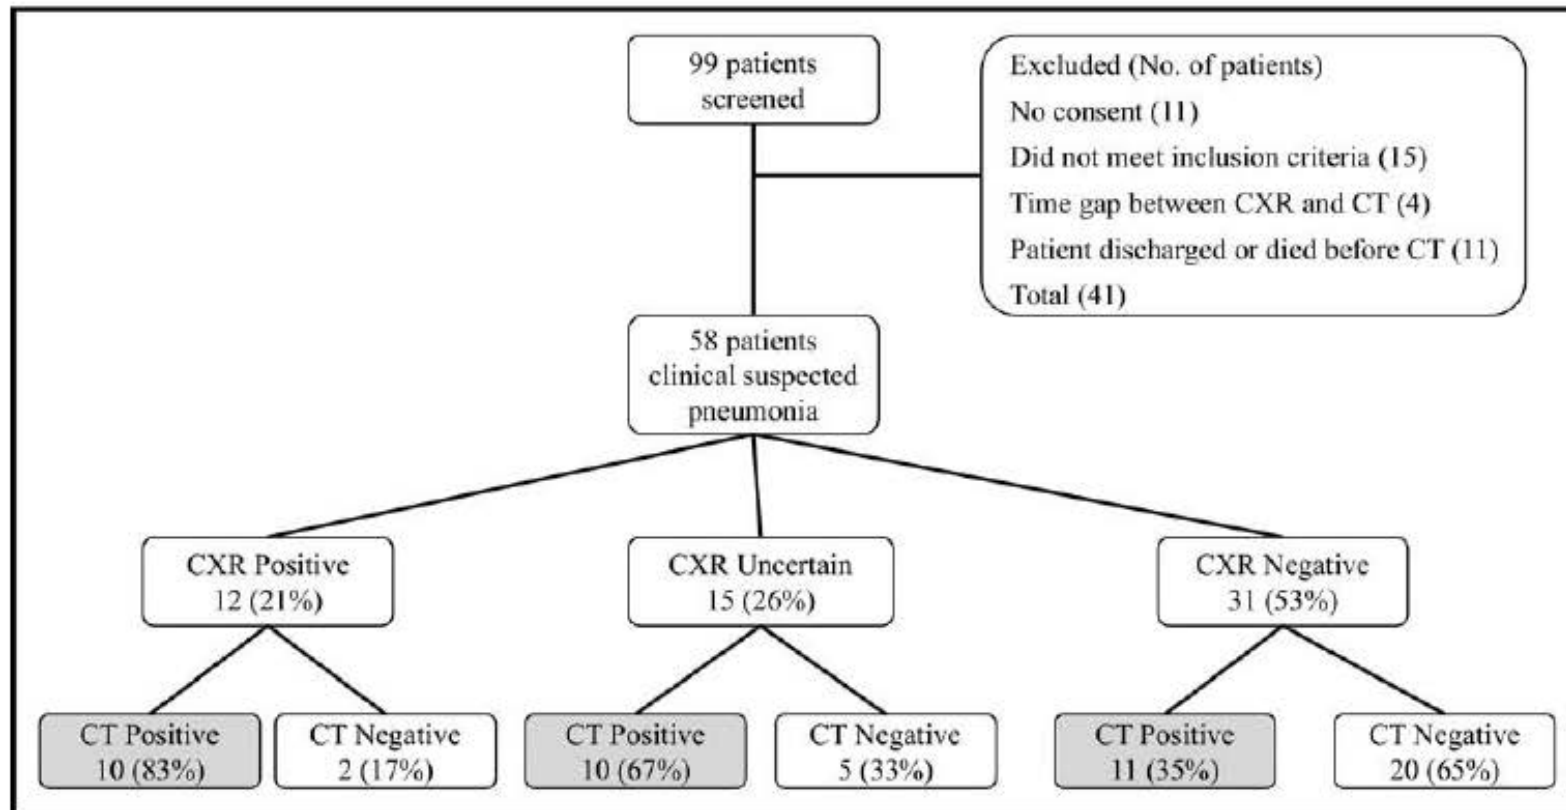 99 patients
screened
Excluded (No. of patients)
No consent (11)
Did not meet inclusion criteria (15)
Time gap between CXR and CT (4)
Patient discharged or died before CT (11)
Total (41)
58 patients
clinical suspected
pneumonia
CXR Positive
12 (21%)
CXR Uncertain
15 (26%)
CXR Negative
31 (53%)
CT Positive
10 (83%)
CT Negative
2 (17%)
CT Positive
10 (67%)
CT Negative
5 (33%)
CT Positive
11 (35%)
CT Negative
20 (65%)